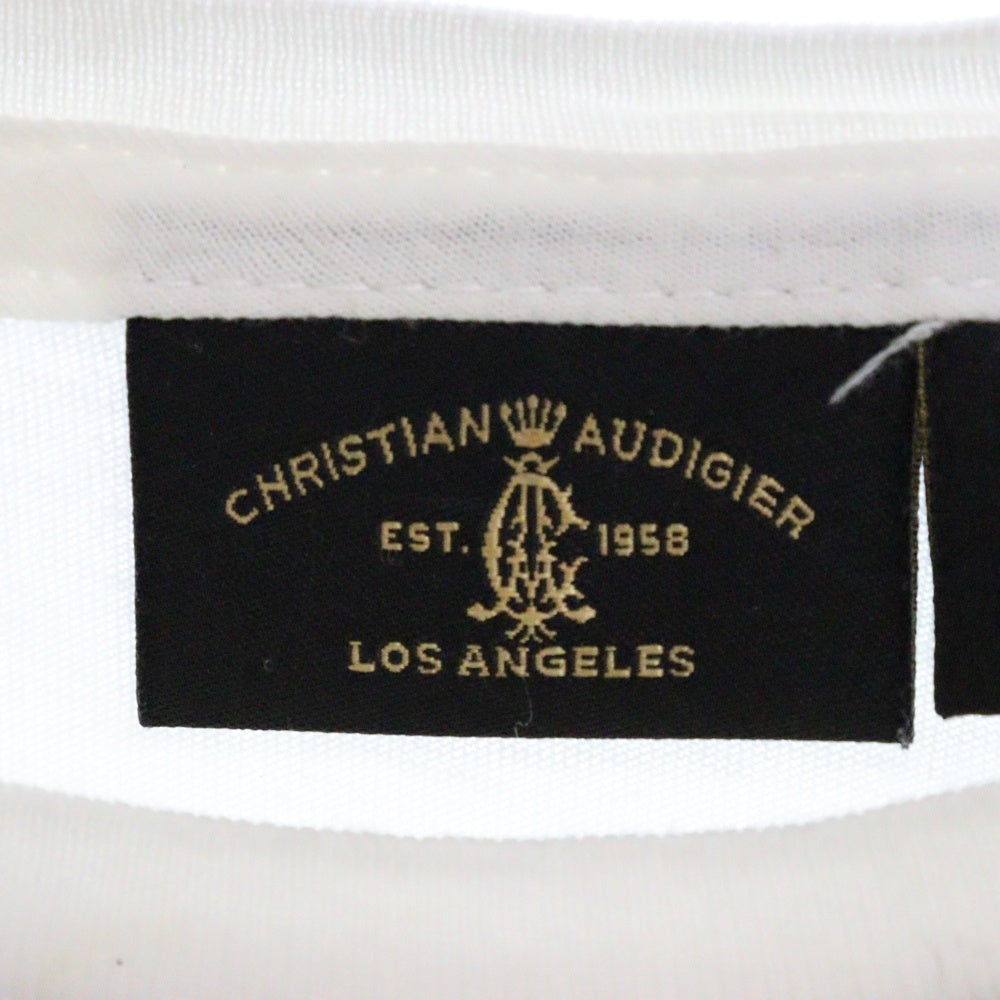 CHRISTIAN AUDIGIER
EST. 1958
LOS ANGELES